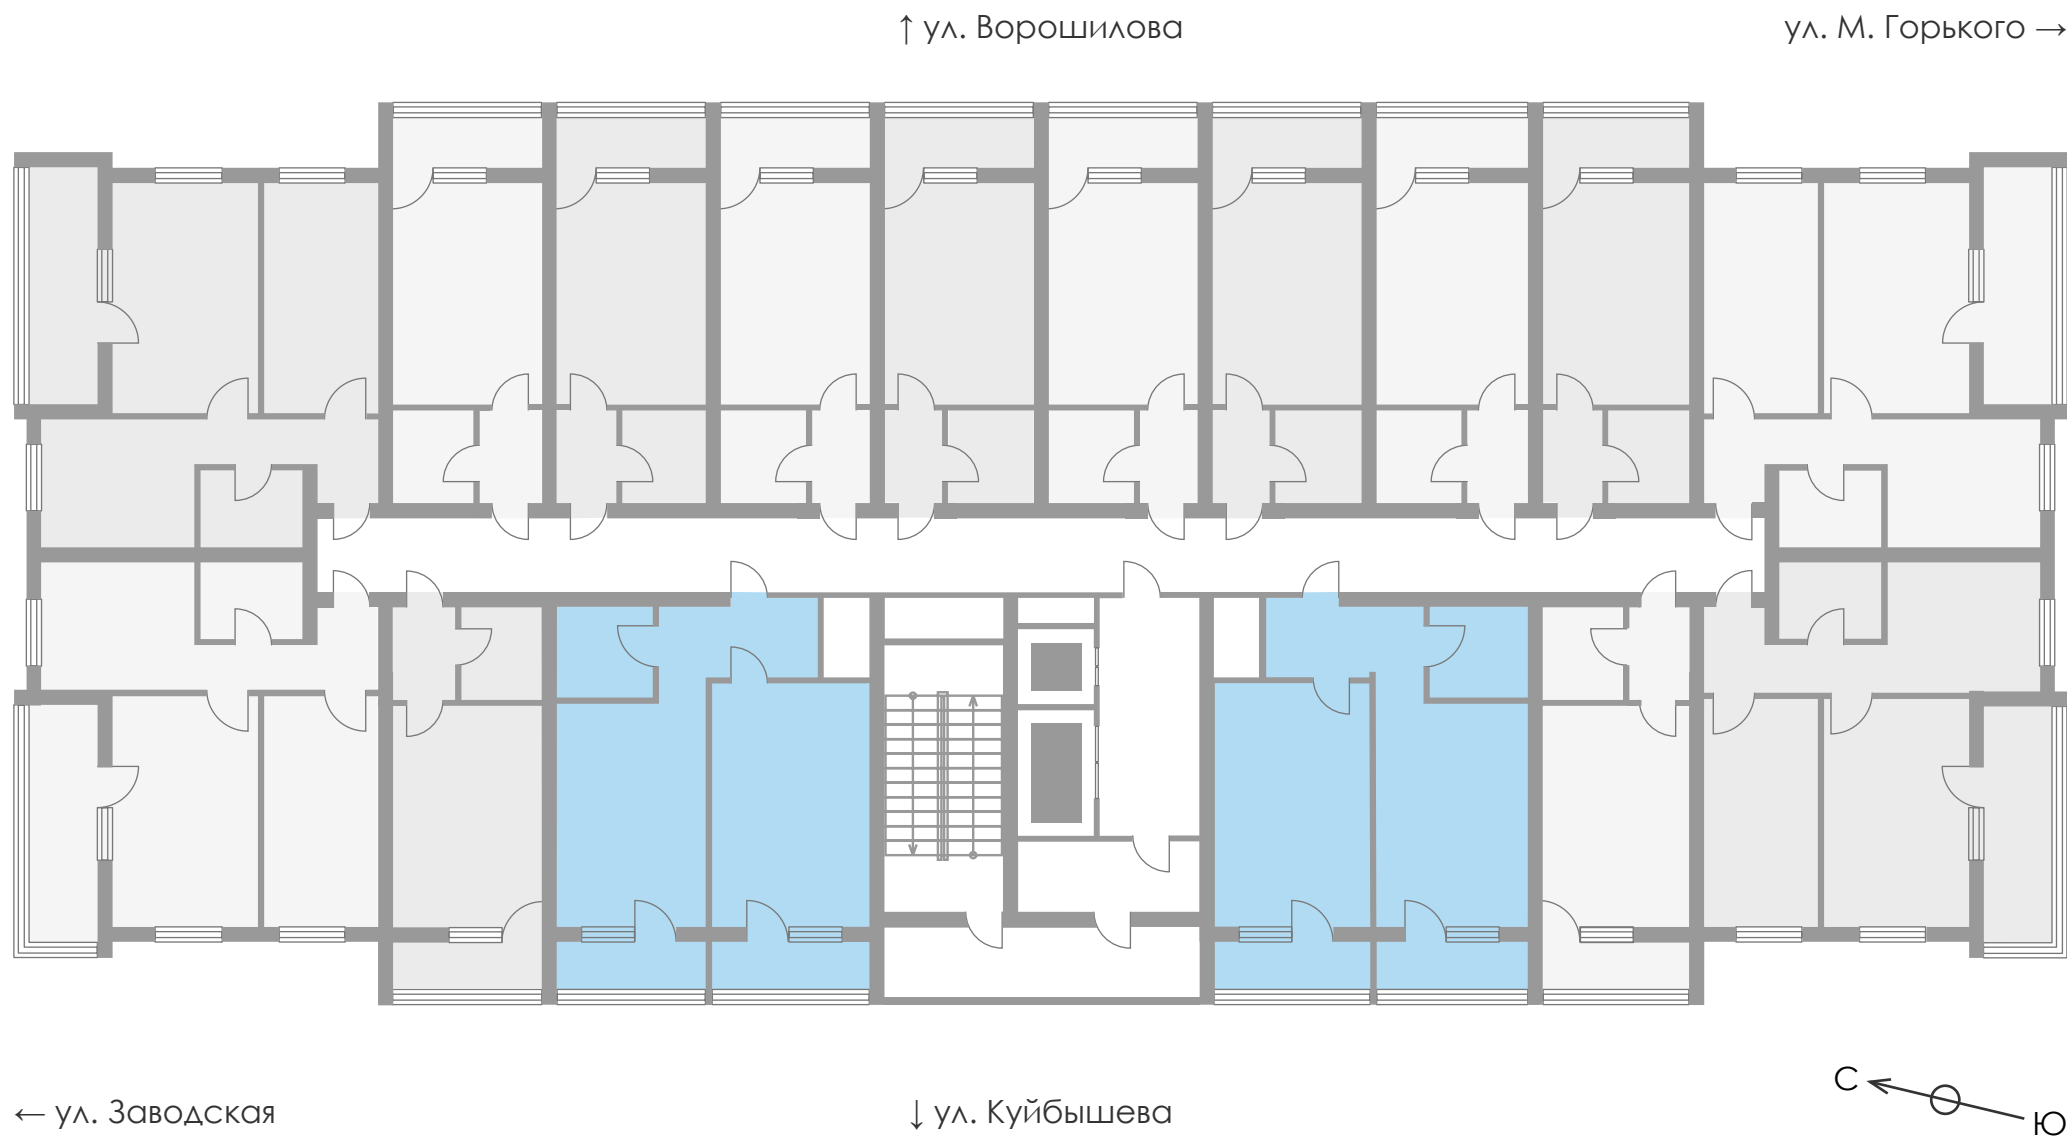 ↑ ул. Ворошилова
ул. М. Горького →
С
Ю
← ул. Заводская
↓ ул. Куйбышева